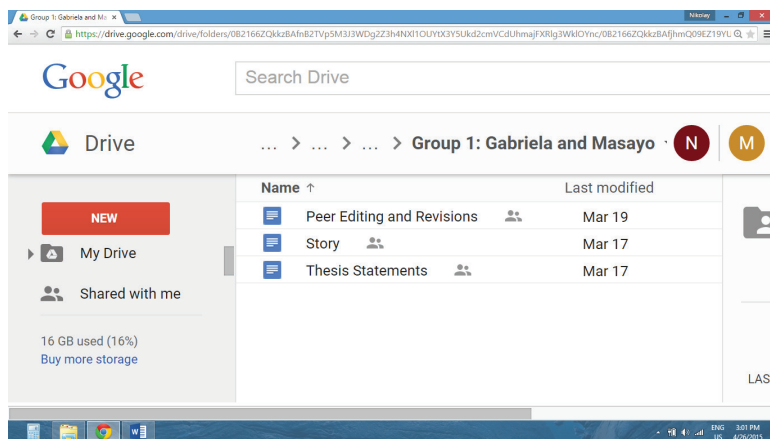 Group 1: Gabriela and Ma
Nikolay
https://drive.google.com/drive/folders/
Google
Search Drive
Drive
... > ... > ... > Group 1: Gabriela and Masayo
N
M
Name ↑ Last modified
NEW
Peer Editing and Revisions Mar 19
My Drive
Story Mar 17
Thesis Statements Mar 17
Shared with me
16 GB used (16%)
Buy more storage
LAS
ENG 3:01 PM
US 4/26/2015